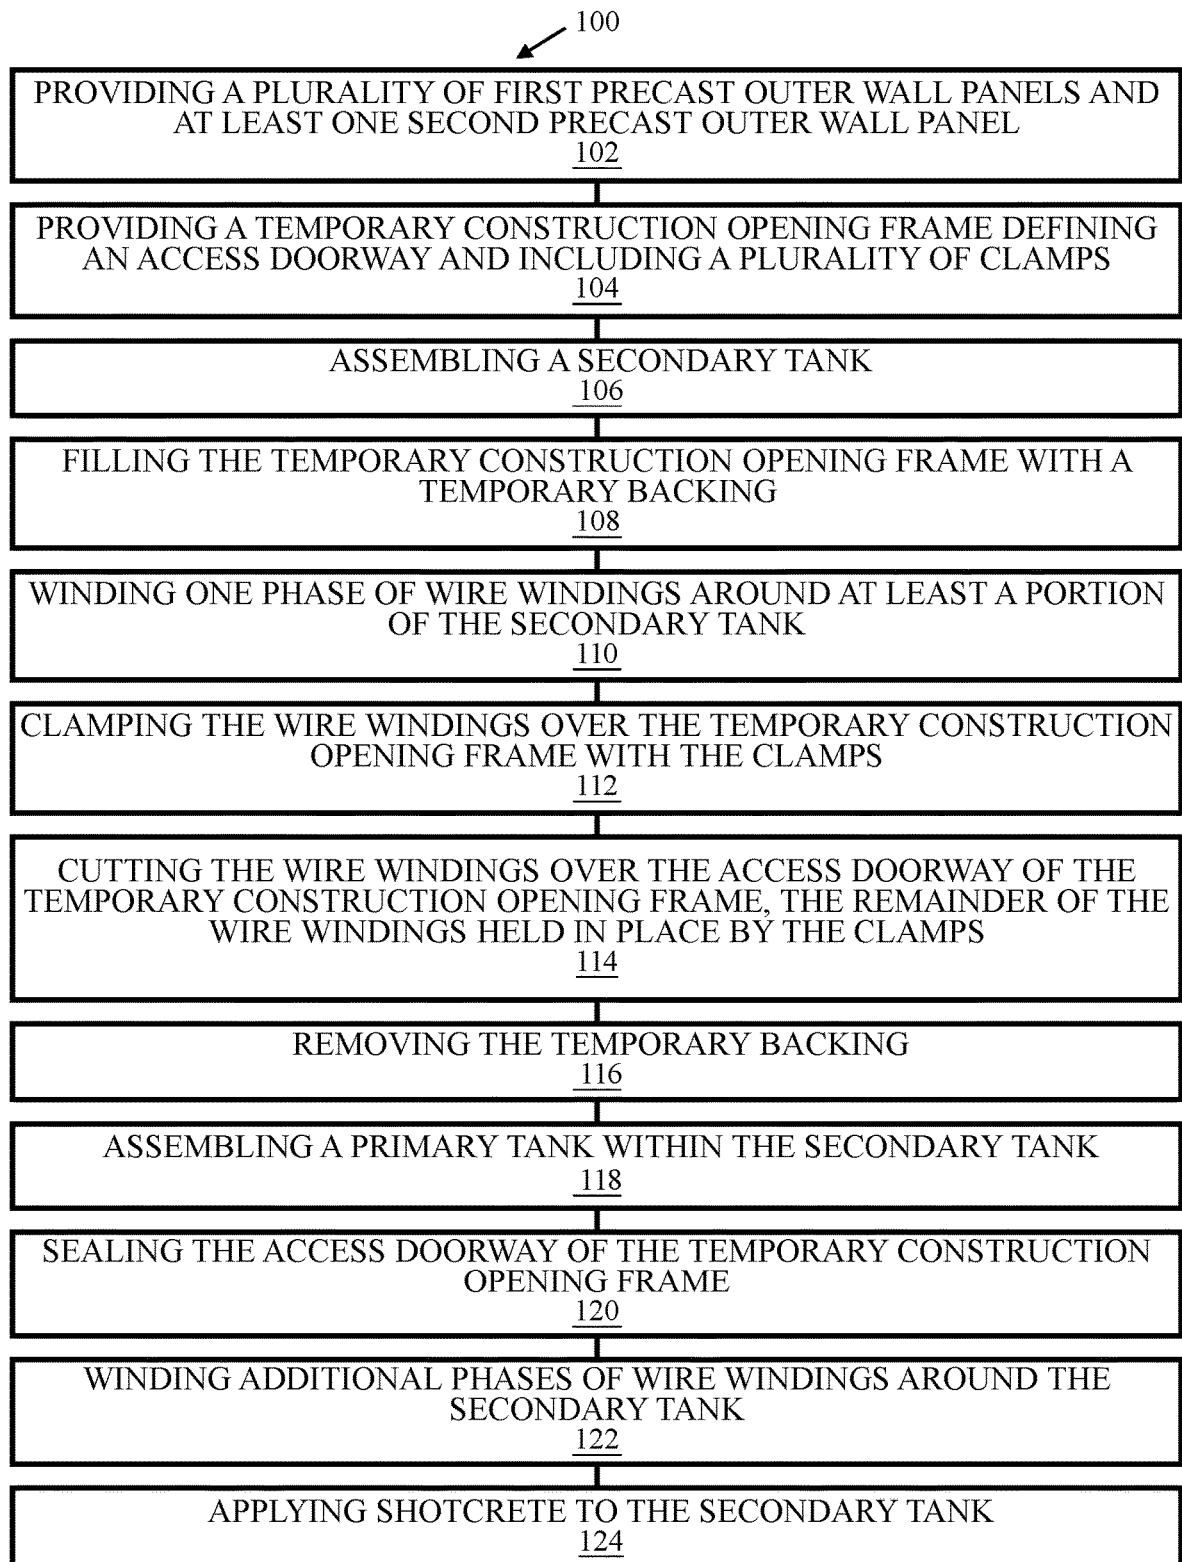 100
PROVIDING A PLURALITY OF FIRST PRECAST OUTER WALL PANELS AND
AT LEAST ONE SECOND PRECAST OUTER WALL PANEL
102
PROVIDING A TEMPORARY CONSTRUCTION OPENING FRAME DEFINING
AN ACCESS DOORWAY AND INCLUDING A PLURALITY OF CLAMPS
104
ASSEMBLING A SECONDARY TANK
106
FILLING THE TEMPORARY CONSTRUCTION OPENING FRAME WITH A
TEMPORARY BACKING
108
WINDING ONE PHASE OF WIRE WINDINGS AROUND AT LEAST A PORTION
OF THE SECONDARY TANK
110
CLAMPING THE WIRE WINDINGS OVER THE TEMPORARY CONSTRUCTION
OPENING FRAME WITH THE CLAMPS
112
CUTTING THE WIRE WINDINGS OVER THE ACCESS DOORWAY OF THE
TEMPORARY CONSTRUCTION OPENING FRAME, THE REMAINDER OF THE
WIRE WINDINGS HELD IN PLACE BY THE CLAMPS
114
REMOVING THE TEMPORARY BACKING
116
ASSEMBLING A PRIMARY TANK WITHIN THE SECONDARY TANK
118
SEALING THE ACCESS DOORWAY OF THE TEMPORARY CONSTRUCTION
OPENING FRAME
120
WINDING ADDITIONAL PHASES OF WIRE WINDINGS AROUND THE
SECONDARY TANK
122
APPLYING SHOTCRETE TO THE SECONDARY TANK
124